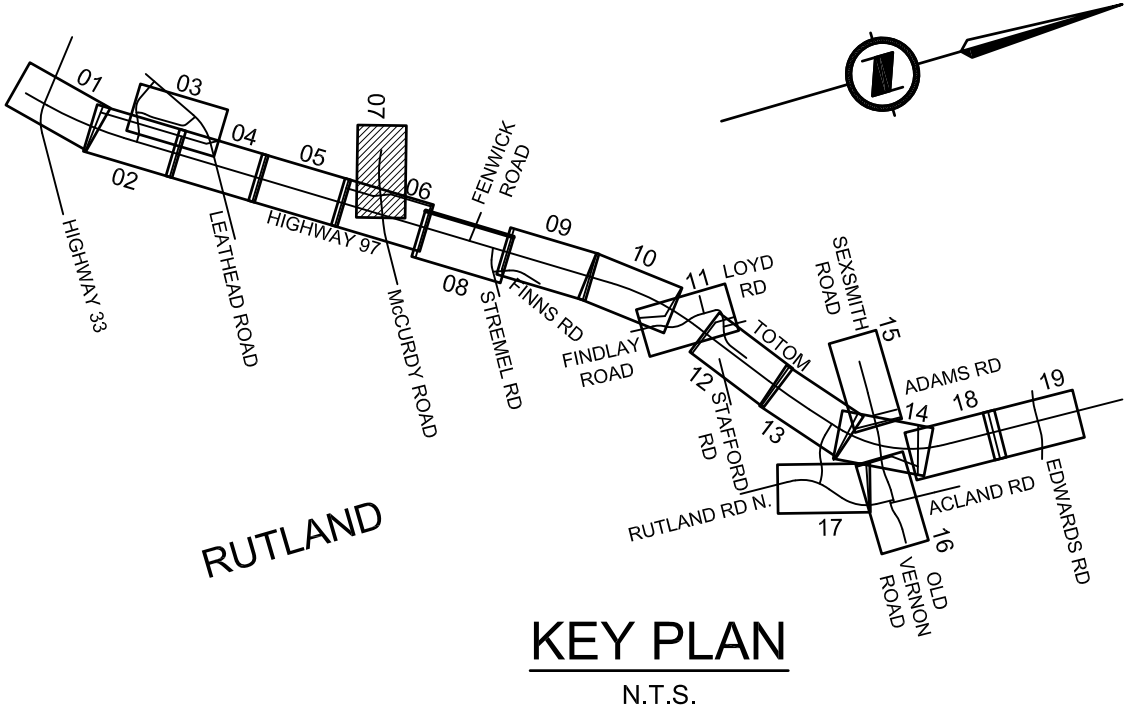 01
03
07
04
05
02
06
FENWICK
ROAD
09
10
HIGHWAY 97
LEATHEAD ROAD
HIGHWAY 33
08
FINNS RD
STREMEL RD
McCURDY ROAD
11
LOYD
RD
SEXSMITH
ROAD
15
TOTOM
FINDLAY
ROAD
12
STAFFORD
RD
13
ADAMS RD
14
18
19
RUTLAND RD N.
17
ACLAND RD
EDWARDS RD
16
OLD
VERNON
ROAD
N
RUTLAND
KEY PLAN
N.T.S.